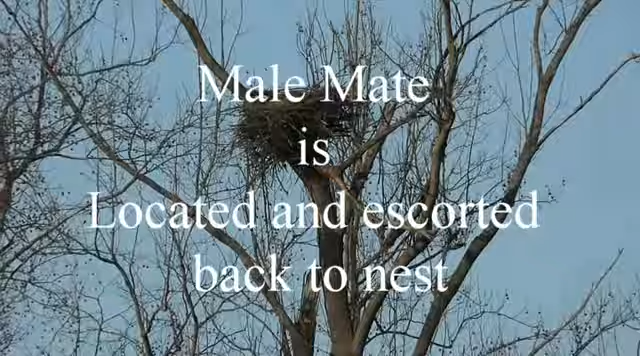 Male Mate
is
Located and escorted
back to nest